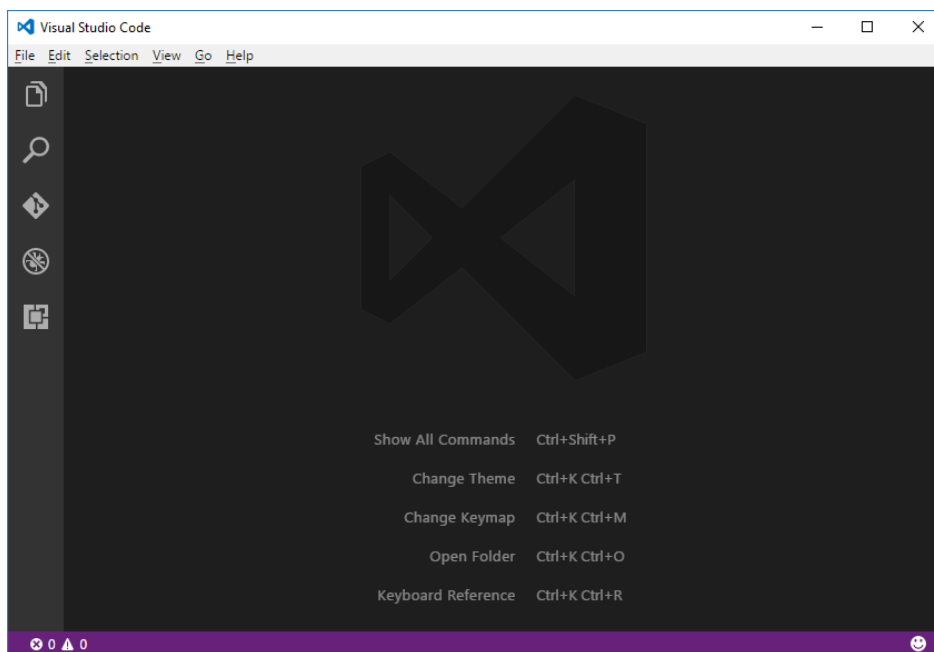 Visual Studio Code
File Edit Selection View Go Help
Show All Commands Ctrl+Shift+P
Change Theme Ctrl+K Ctrl+T
Change Keymap Ctrl+K Ctrl+M
Open Folder Ctrl+K Ctrl+O
Keyboard Reference Ctrl+K Ctrl+R
0 0